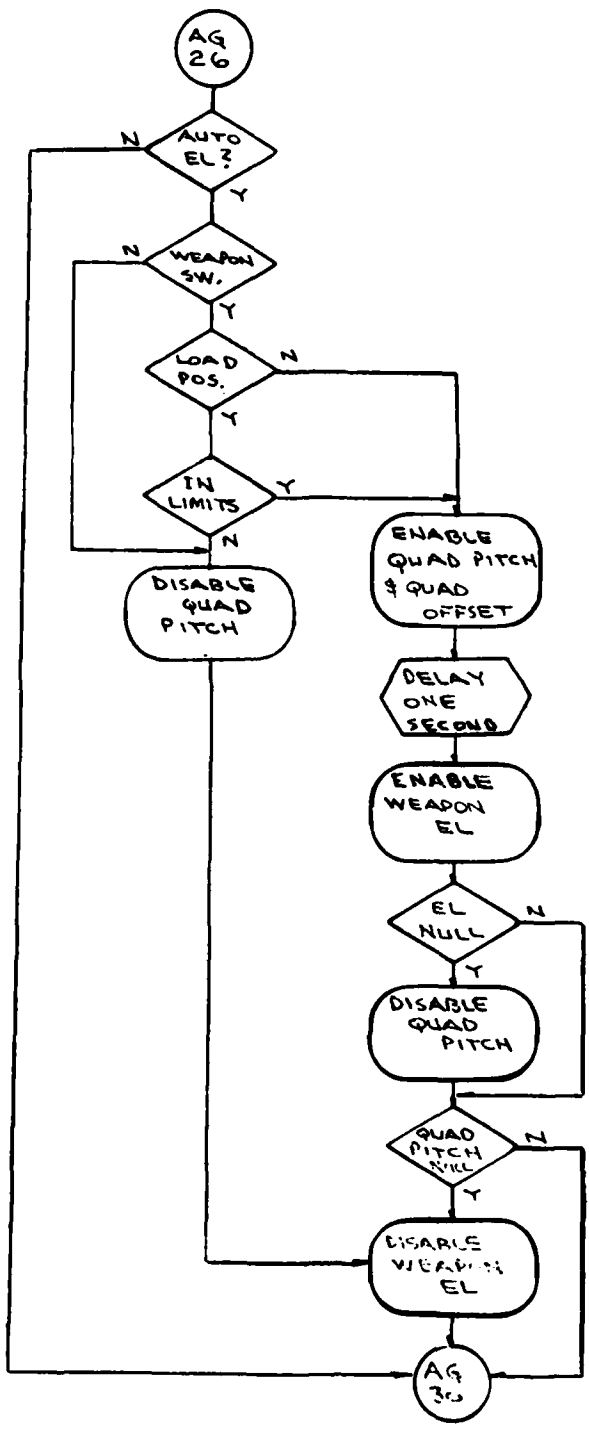 AG
26
N
AUTO
EL?
Y
N
WEAPON
SW.
Y
LOAD
POS.
N
Y
IN
LIMITS
Y
N
DISABLE
QUAD
PITCH
ENABLE
QUAD PITCH
& QUAD
OFFSET
DELAY
ONE
SECOND
ENABLE
WEAPON
EL
EL
NULL
N
Y
DISABLE
QUAD
PITCH
QUAD
PITCH
NULL
N
Y
DISABLE
WEAPON
EL
AG